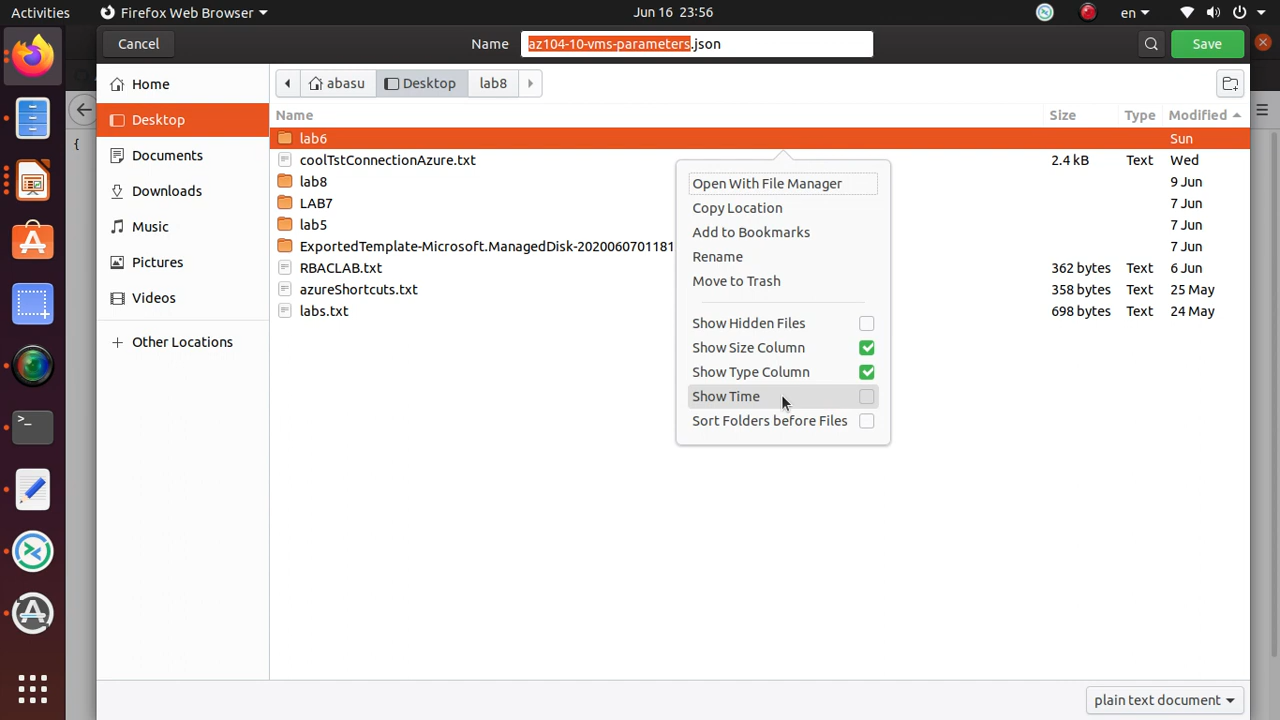 Activities Firefox Web Browser Jun 16 23:56 en
Cancel Name az104-10-vms-parameters.json Save
Home abasu Desktop lab8
Name Size Type Modified
Desktop
Documents
Downloads
Music
Pictures
Videos
Other Locations
{
lab6 Sun
coolTstConnectionAzure.txt 2.4 kB Text Wed
lab8 9 Jun
LAB7 7 Jun
lab5 7 Jun
ExportedTemplate-Microsoft.ManagedDisk-2020060701181 7 Jun
RBACLAB.txt 362 bytes Text 6 Jun
azureShortcuts.txt 358 bytes Text 25 May
labs.txt 698 bytes Text 24 May
Open With File Manager
Copy Location
Add to Bookmarks
Rename
Move to Trash
Show Hidden Files
Show Size Column
Show Type Column
Show Time
Sort Folders before Files
plain text document